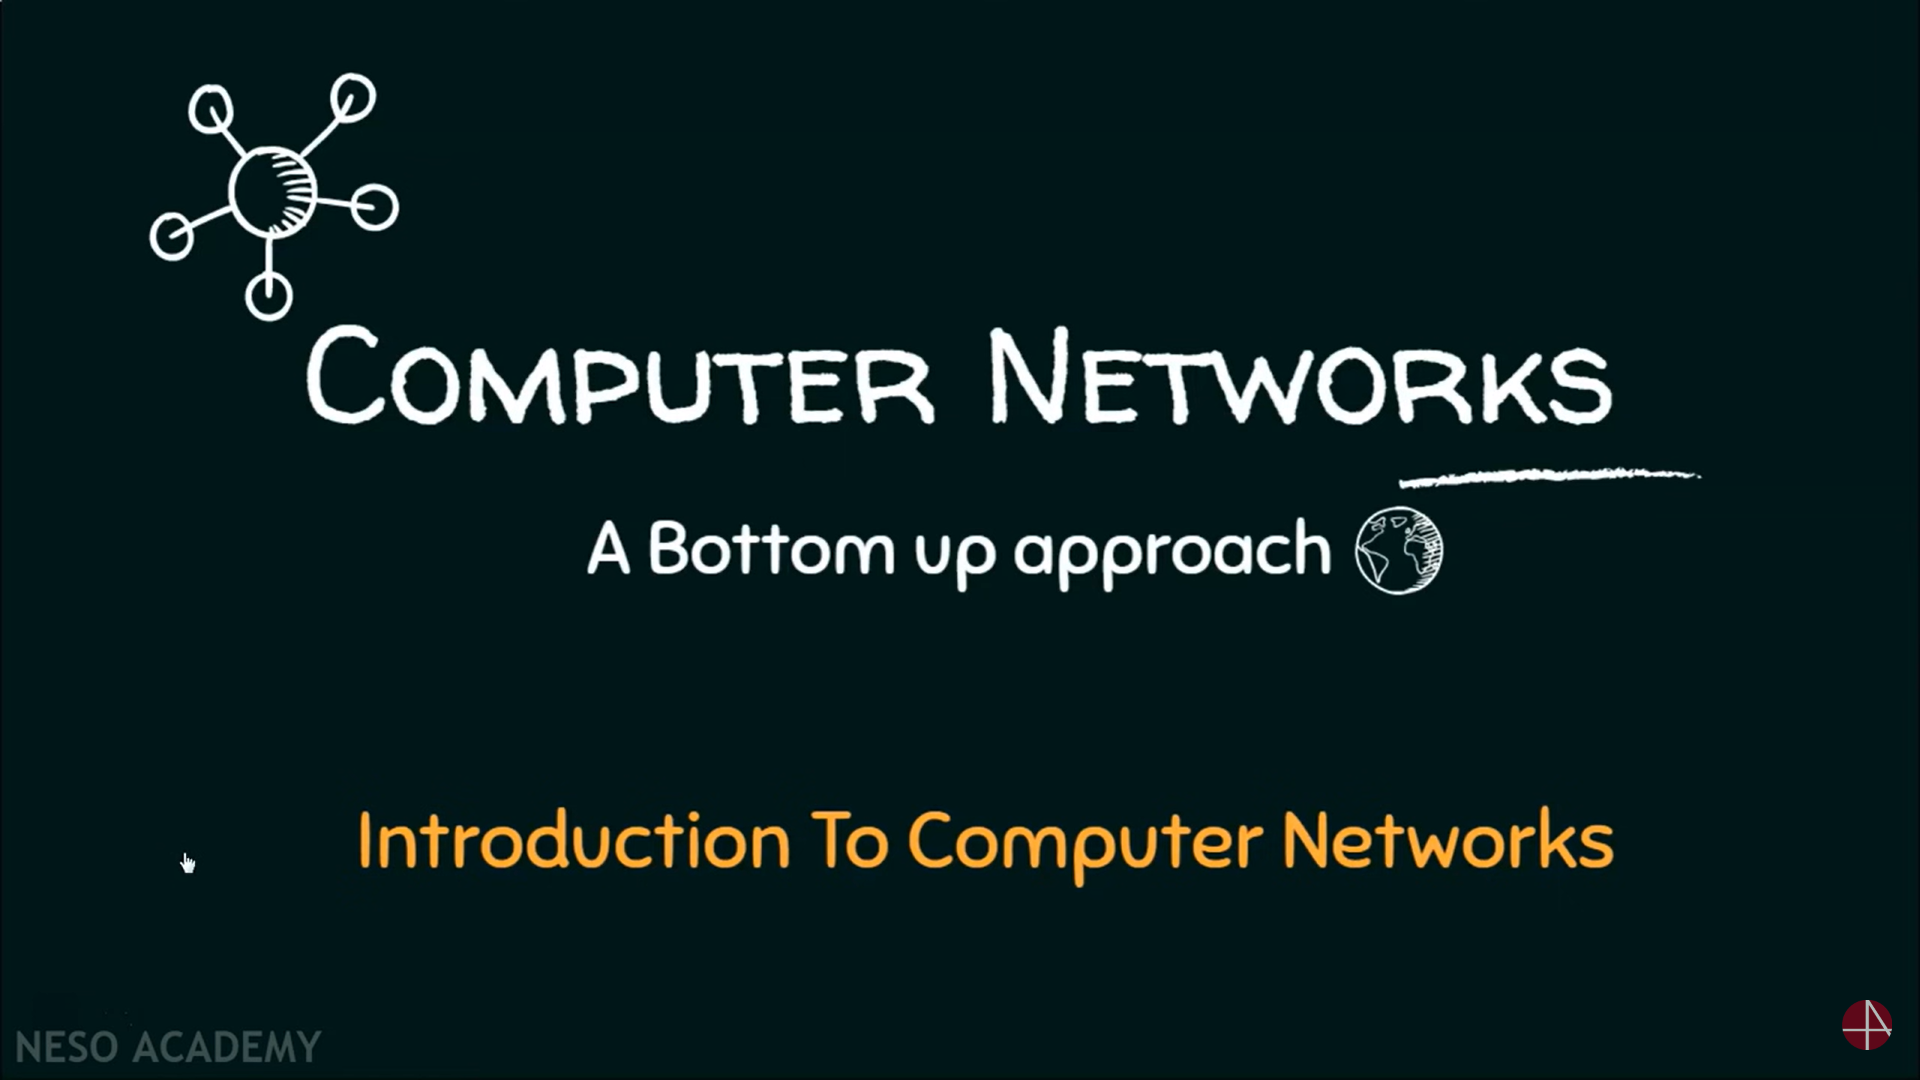 Computer Networks
A Bottom up approach
Introduction To Computer Networks
NESO ACADEMY